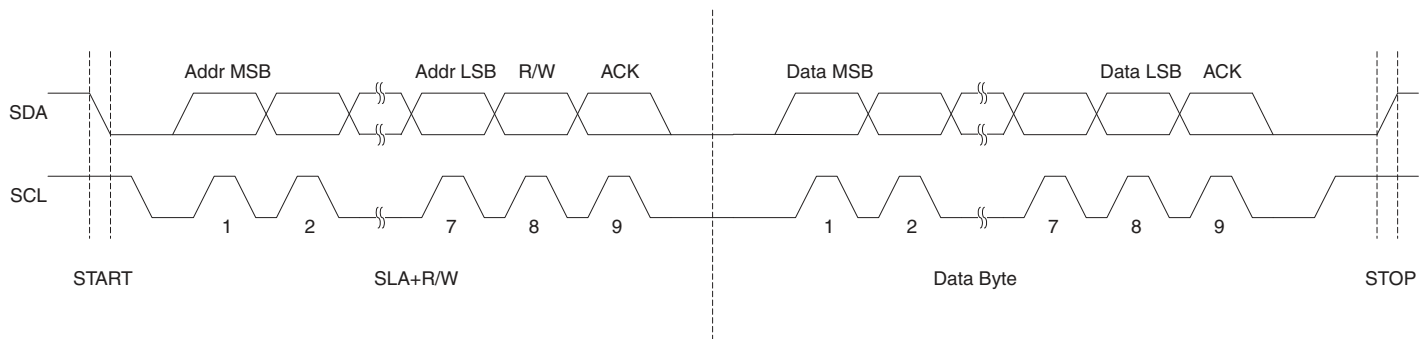 Addr MSB Addr LSB R/W ACK Data MSB Data LSB ACK
SDA
SCL
1 2 7 8 9 1 2 7 8 9
START SLA+R/W Data Byte STOP